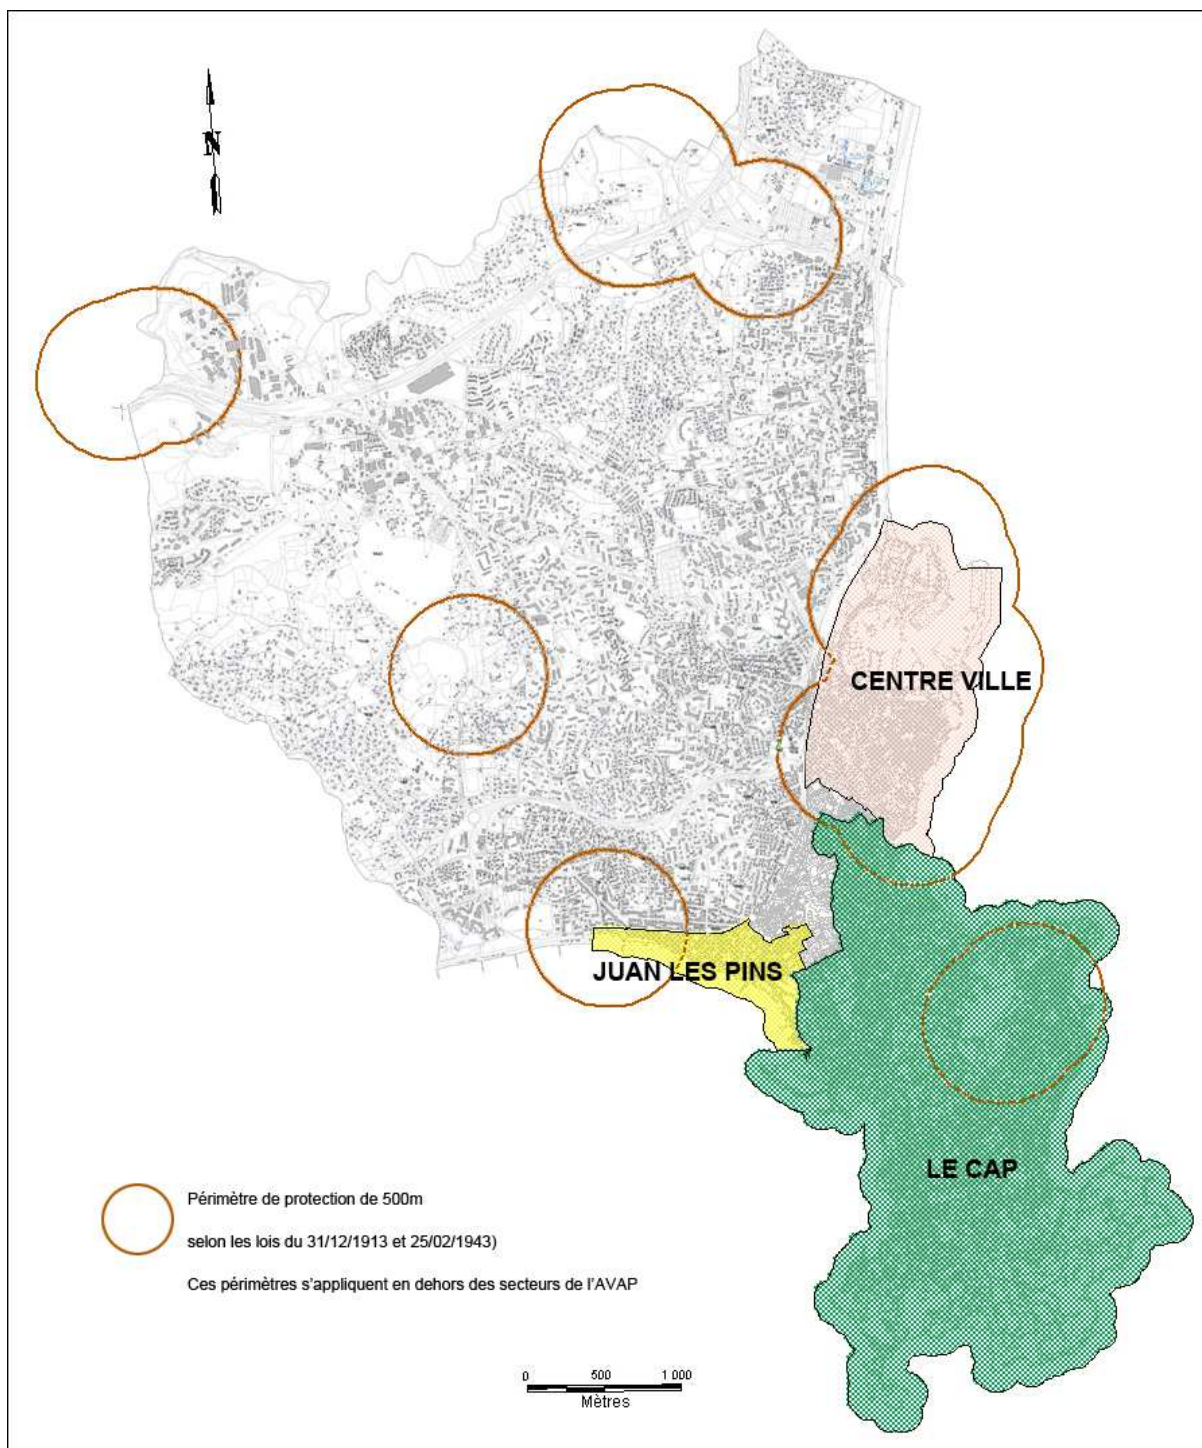 N
CENTRE VILLE
JUAN LES PINS
LE CAP
Périmètre de protection de 500m
selon les lois du 31/12/1913 et 25/02/1943)
Ces périmètres s'appliquent en dehors des secteurs de l'AVAP
0 500 1 000
Mètres